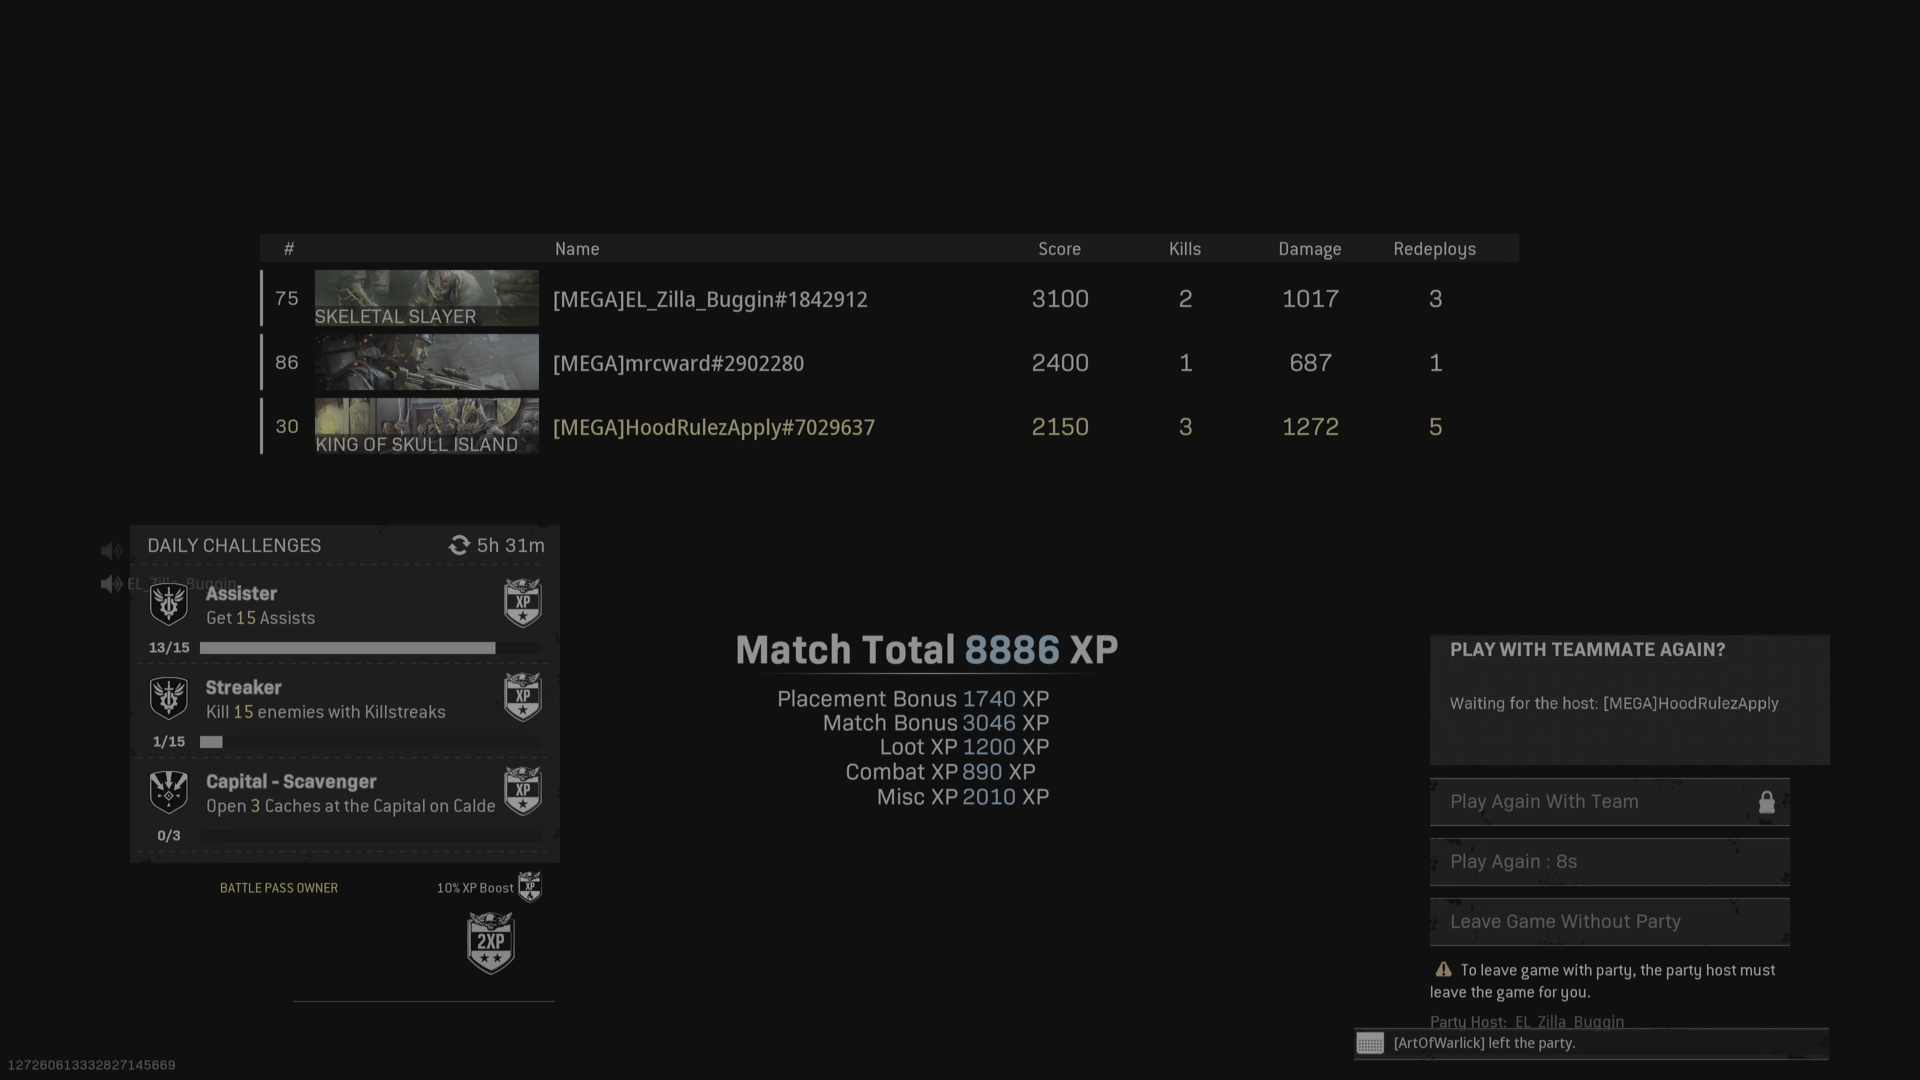 # Name Score Kills Damage Redeploys
75 SKELETAL SLAYER [MEGA]EL_Zilla_Buggin#1842912 3100 2 1017 3
86 [MEGA]mrcward#2902280 2400 1 687 1
30 KING OF SKULL ISLAND [MEGA]HoodRulezApply#7029637 2150 3 1272 5
DAILY CHALLENGES 5h 31m
EL_Zilla_Buggin
Assister
Get 15 Assists
XP
13/15
Streaker
Kill 15 enemies with Killstreaks
XP
1/15
Capital - Scavenger
Open 3 Caches at the Capital on Calde
XP
0/3
BATTLE PASS OWNER 10% XP Boost XP
2XP
Match Total 8886 XP
Placement Bonus 1740 XP
Match Bonus 3046 XP
Loot XP 1200 XP
Combat XP 890 XP
Misc XP 2010 XP
PLAY WITH TEAMMATE AGAIN?
Waiting for the host: [MEGA]HoodRulezApply
Play Again With Team
Play Again : 8s
Leave Game Without Party
To leave game with party, the party host must
leave the game for you.
Party Host: EL_Zilla_Buggin
[ArtOfWarlick] left the party.
127260613332827145669